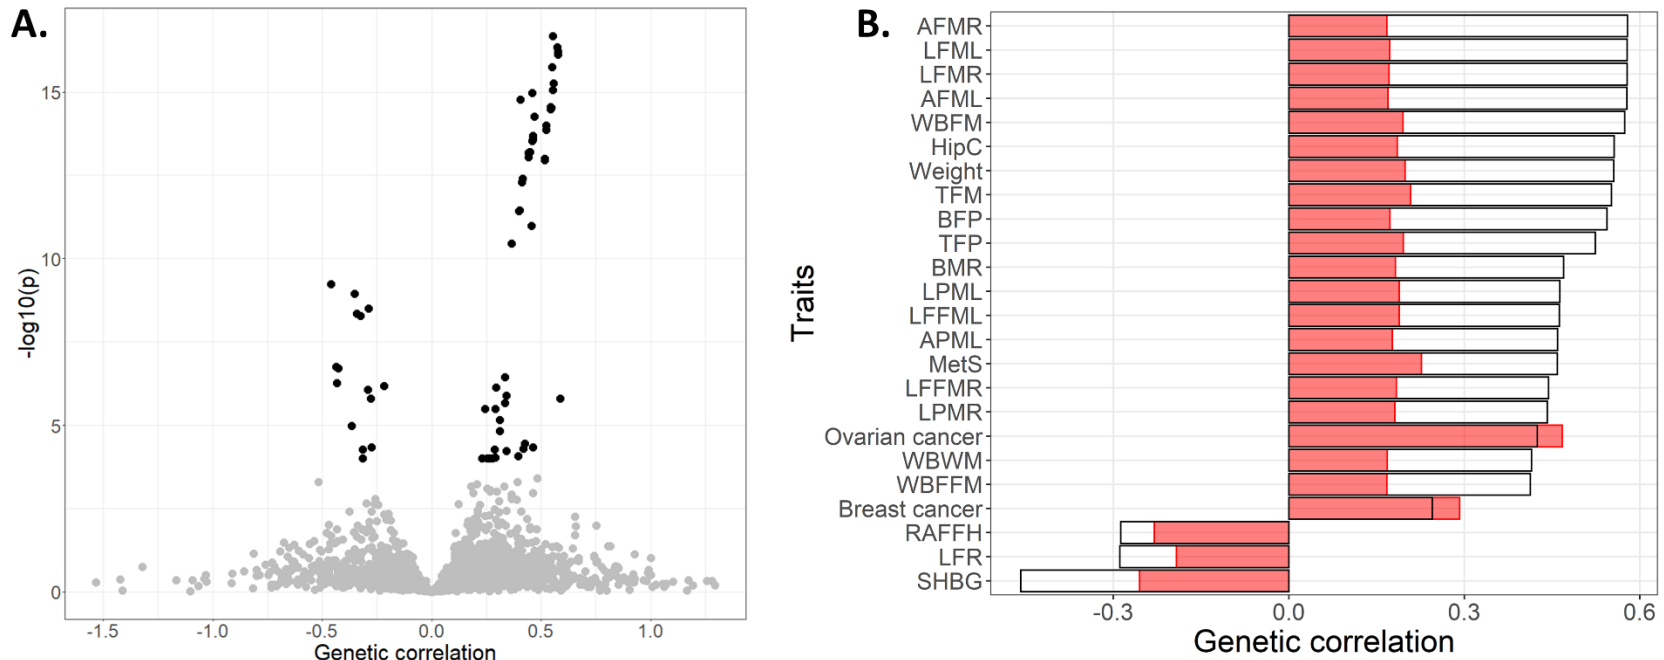 A.
-log10(p)
15
10
5
0
-1.5 -1.0 -0.5 0.0 0.5 1.0
Genetic correlation
B.
Traits
AFMR
LFML
LFMR
AFML
WBFM
HipC
Weight
TFM
BFP
TFP
BMR
LPML
LFFML
APML
MetS
LFFMR
LPMR
Ovarian cancer
WBWM
WBFFM
Breast cancer
RAFFH
LFR
SHBG
-0.3 0.0 0.3 0.6
Genetic correlation